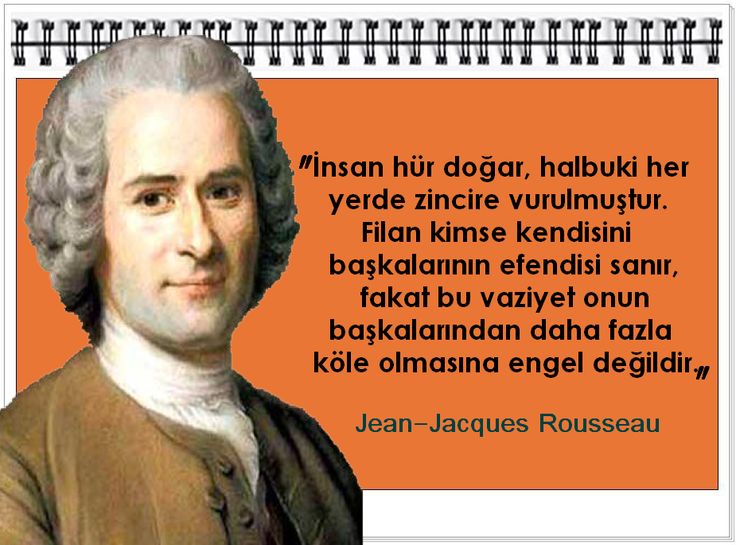 "İnsan hür doğar, halbuki her
yerde zincire vurulmuştur.
Filan kimse kendisini
başkalarının efendisi sanır,
fakat bu vaziyet onun
başkalarından daha fazla
köle olmasına engel değildir."
Jean-Jacques Rousseau